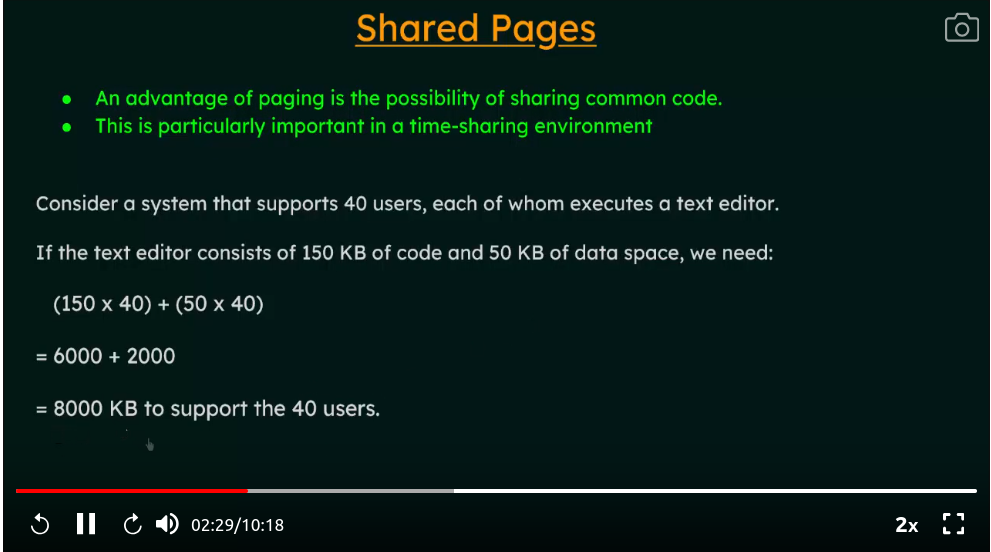 Shared Pages
● An advantage of paging is the possibility of sharing common code.
● This is particularly important in a time-sharing environment
Consider a system that supports 40 users, each of whom executes a text editor.
If the text editor consists of 150 KB of code and 50 KB of data space, we need:
(150 x 40) + (50 x 40)
= 6000 + 2000
= 8000 KB to support the 40 users.
02:29/10:18
2x